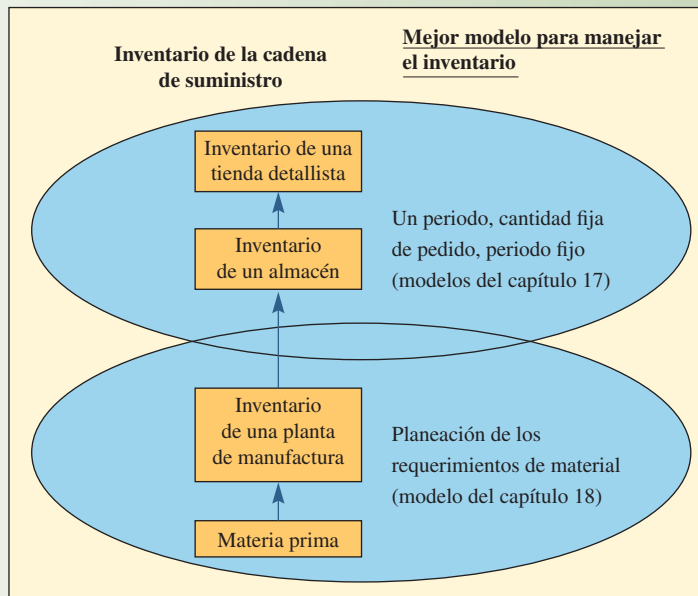 Inventario de la cadena
de suministro
Mejor modelo para manejar
el inventario
Inventario de una
tienda detallista
Inventario
de un almacén
Un periodo, cantidad fija
de pedido, periodo fijo
(modelos del capítulo 17)
Inventario
de una planta
de manufactura
Materia prima
Planeación de los
requerimientos de material
(modelo del capítulo 18)